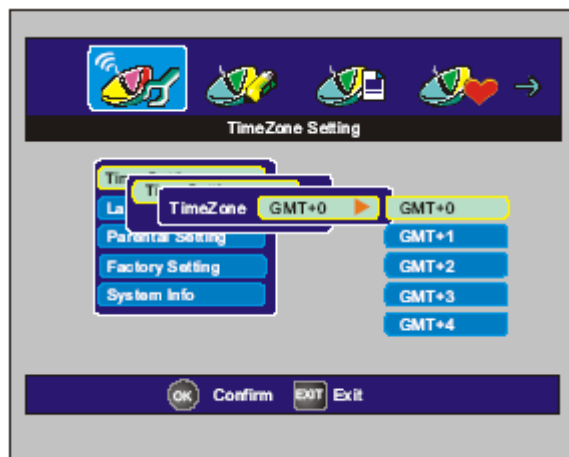 TimeZone Setting
TimeZone GMT+0
GMT+0
GMT+1
GMT+2
GMT+3
GMT+4
Parental Setting
Factory Setting
System Info
OK Confirm EXIT Exit